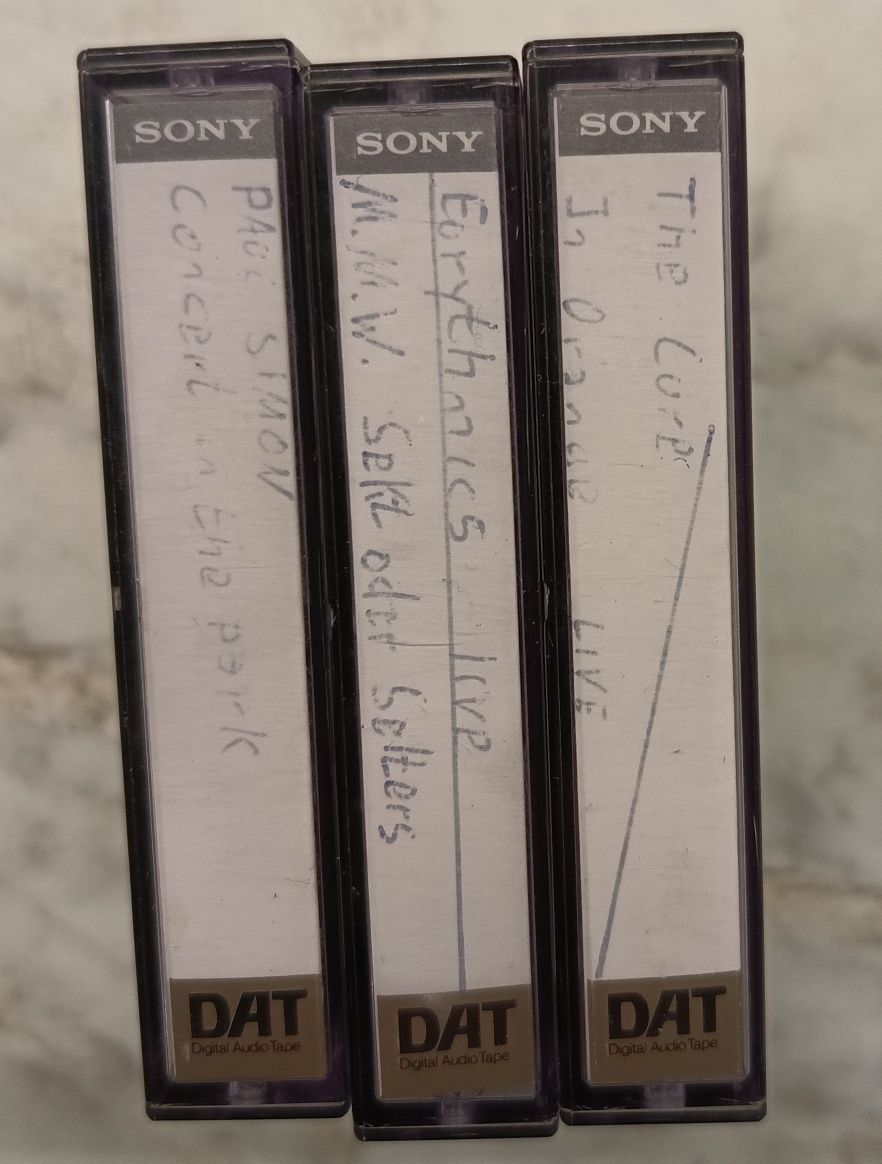 SONY
PAUL SIMON
Concert in the park
DAT
Digital Audio Tape
SONY
Eurythmics live
M.M.W. Sekt oder Selters
DAT
Digital Audio Tape
SONY
The Cure
In Orange LIVE
DAT
Digital Audio Tape